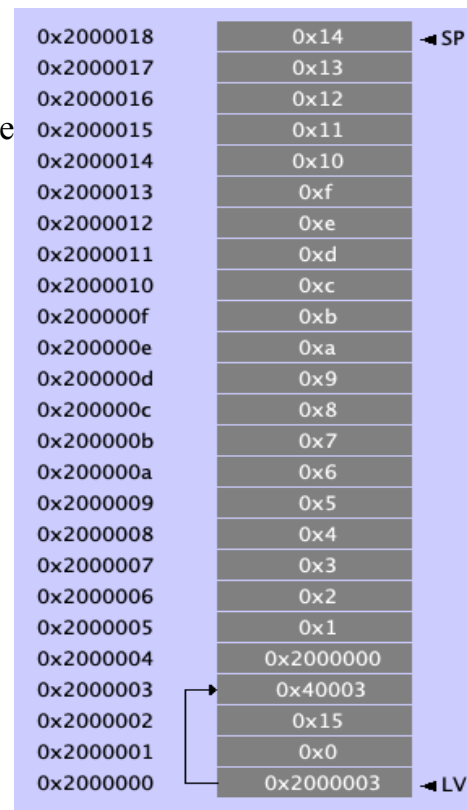 0x2000018 0x14 SP
0x2000017 0x13
0x2000016 0x12
e 0x2000015 0x11
0x2000014 0x10
0x2000013 0xf
0x2000012 0xe
0x2000011 0xd
0x2000010 0xc
0x200000f 0xb
0x200000e 0xa
0x200000d 0x9
0x200000c 0x8
0x200000b 0x7
0x200000a 0x6
0x2000009 0x5
0x2000008 0x4
0x2000007 0x3
0x2000006 0x2
0x2000005 0x1
0x2000004 0x2000000
0x2000003 0x40003
0x2000002 0x15
0x2000001 0x0
0x2000000 0x2000003 LV